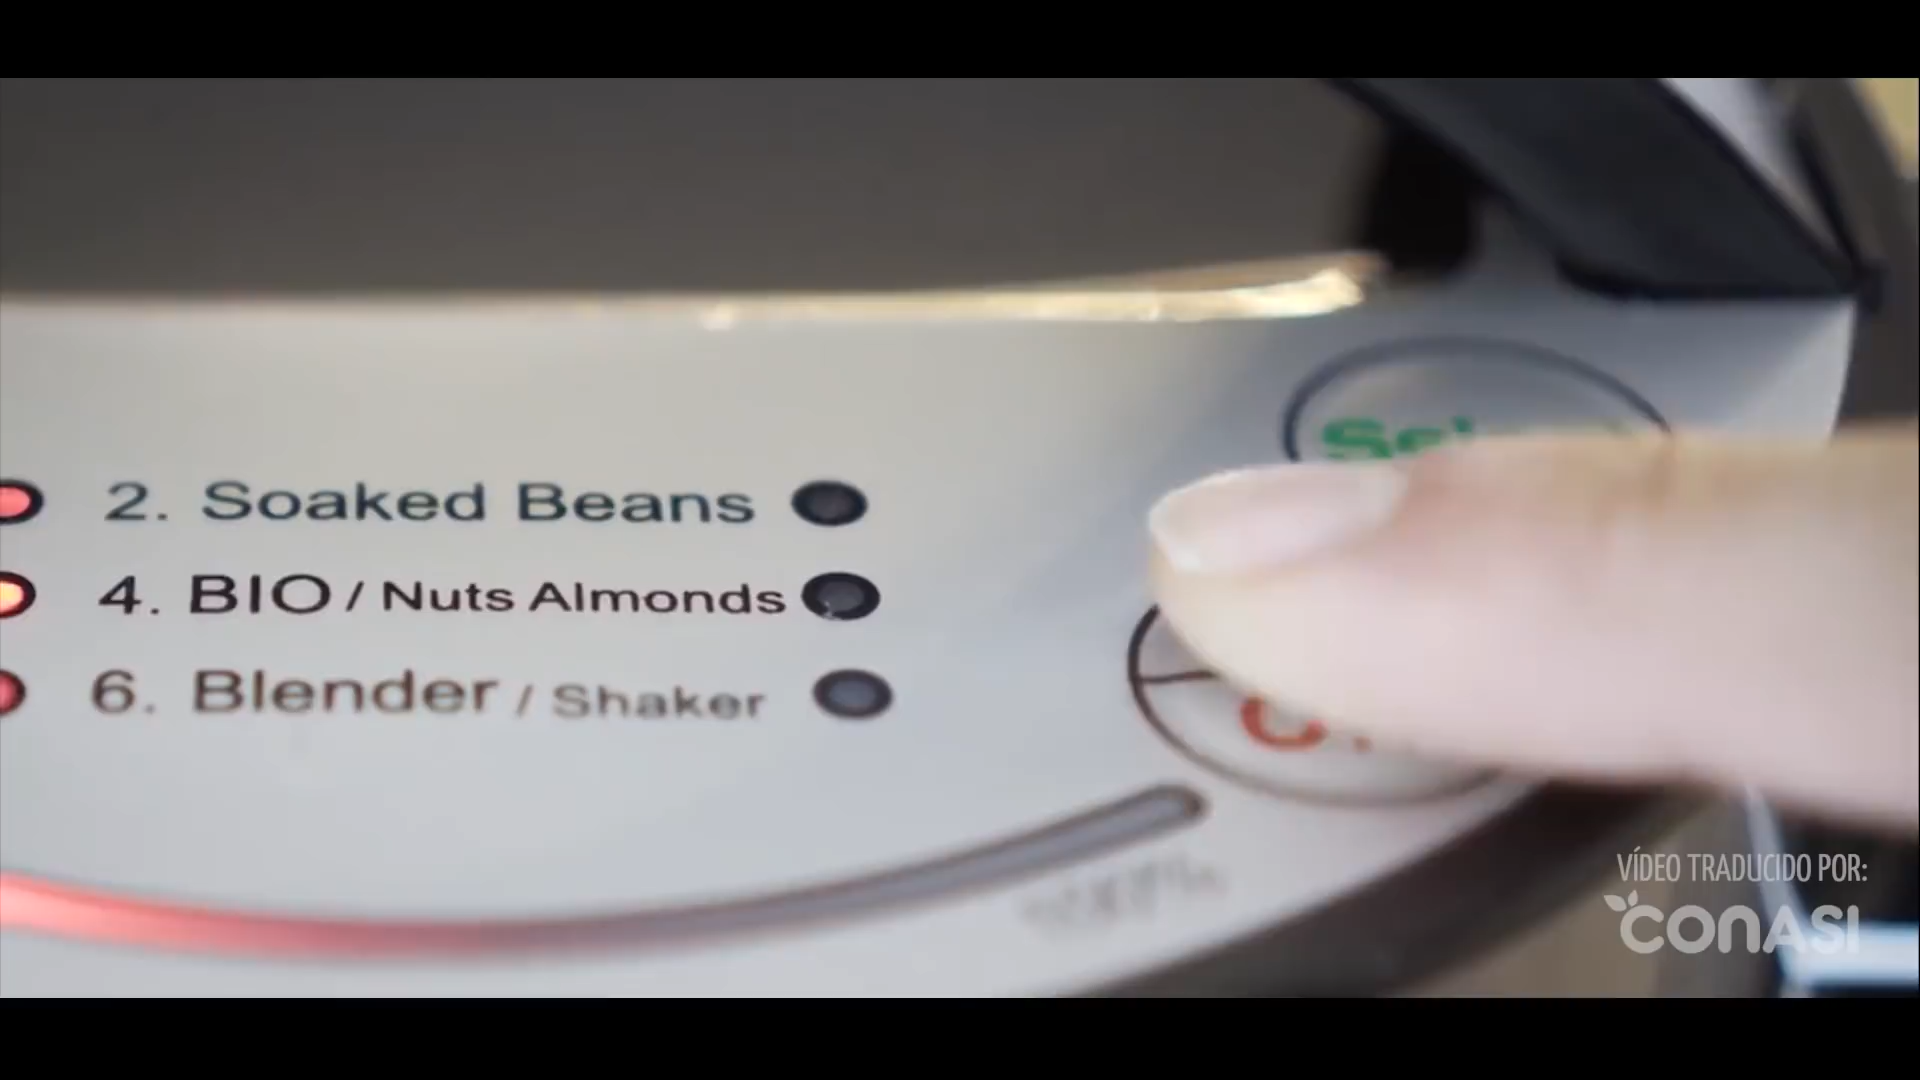 2. Soaked Beans
4. BIO / Nuts Almonds
6. Blender / Shaker
VÍDEO TRADUCIDO POR:
CONASI